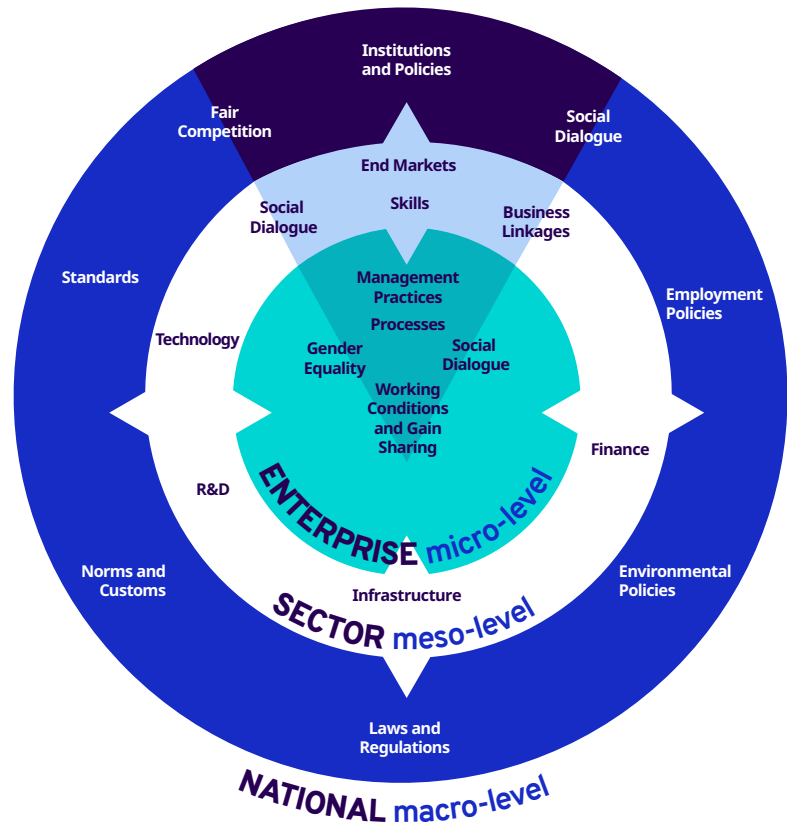 Institutions
and Policies
Fair
Competition
Social
Dialogue
End Markets
Skills
Social
Dialogue
Business
Linkages
Standards
Employment
Policies
Management
Practices
Processes
Technology
Gender
Equality
Social
Dialogue
Working
Conditions
and Gain
Sharing
Finance
R&D
ENTERPRISE micro-level
Norms and
Customs
Environmental
Policies
Infrastructure
SECTOR meso-level
Laws and
Regulations
NATIONAL macro-level